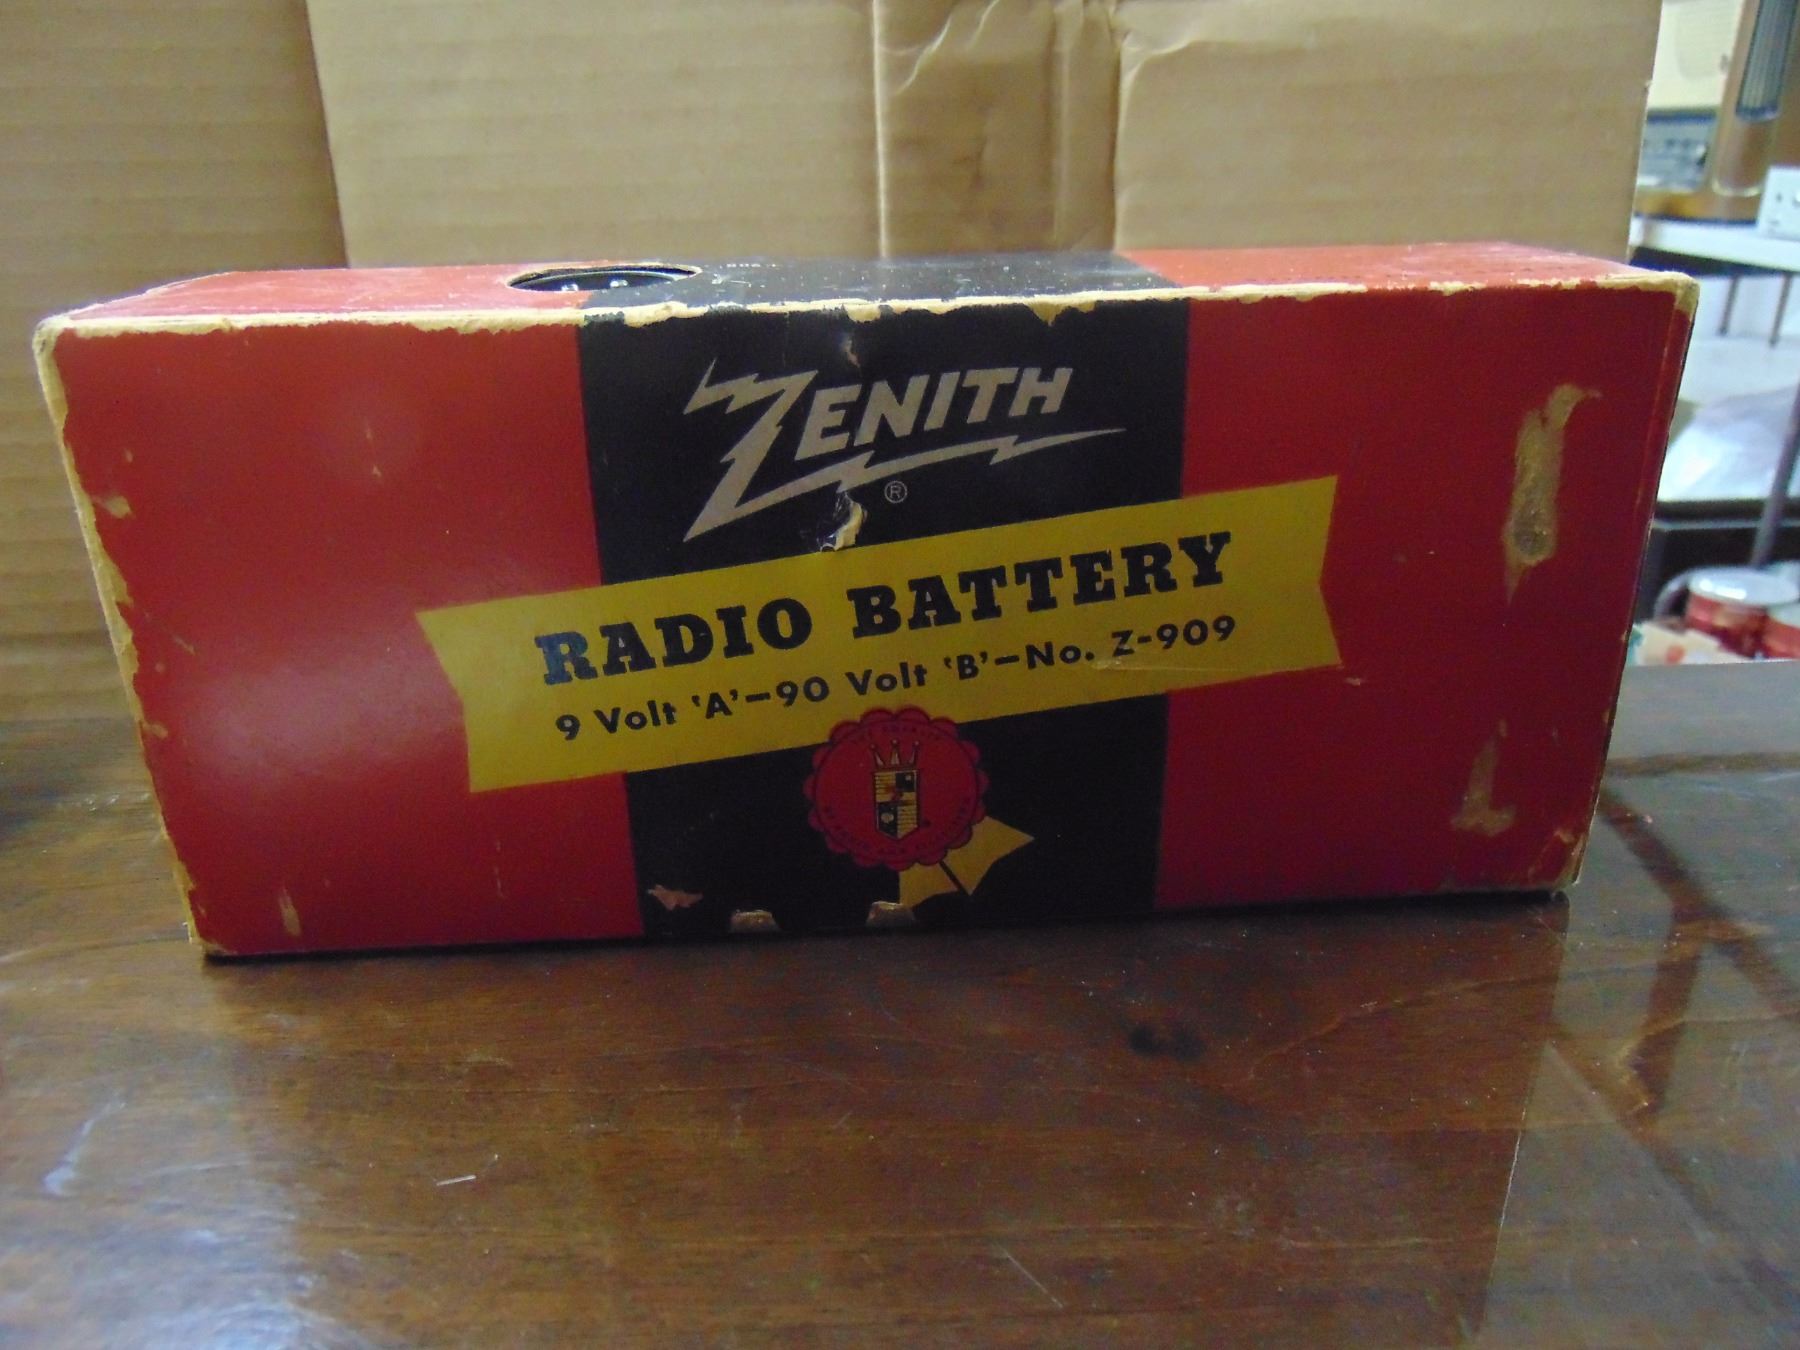 ZENITH
®
RADIO BATTERY
9 Volt 'A'–90 Volt 'B'–No. Z-909